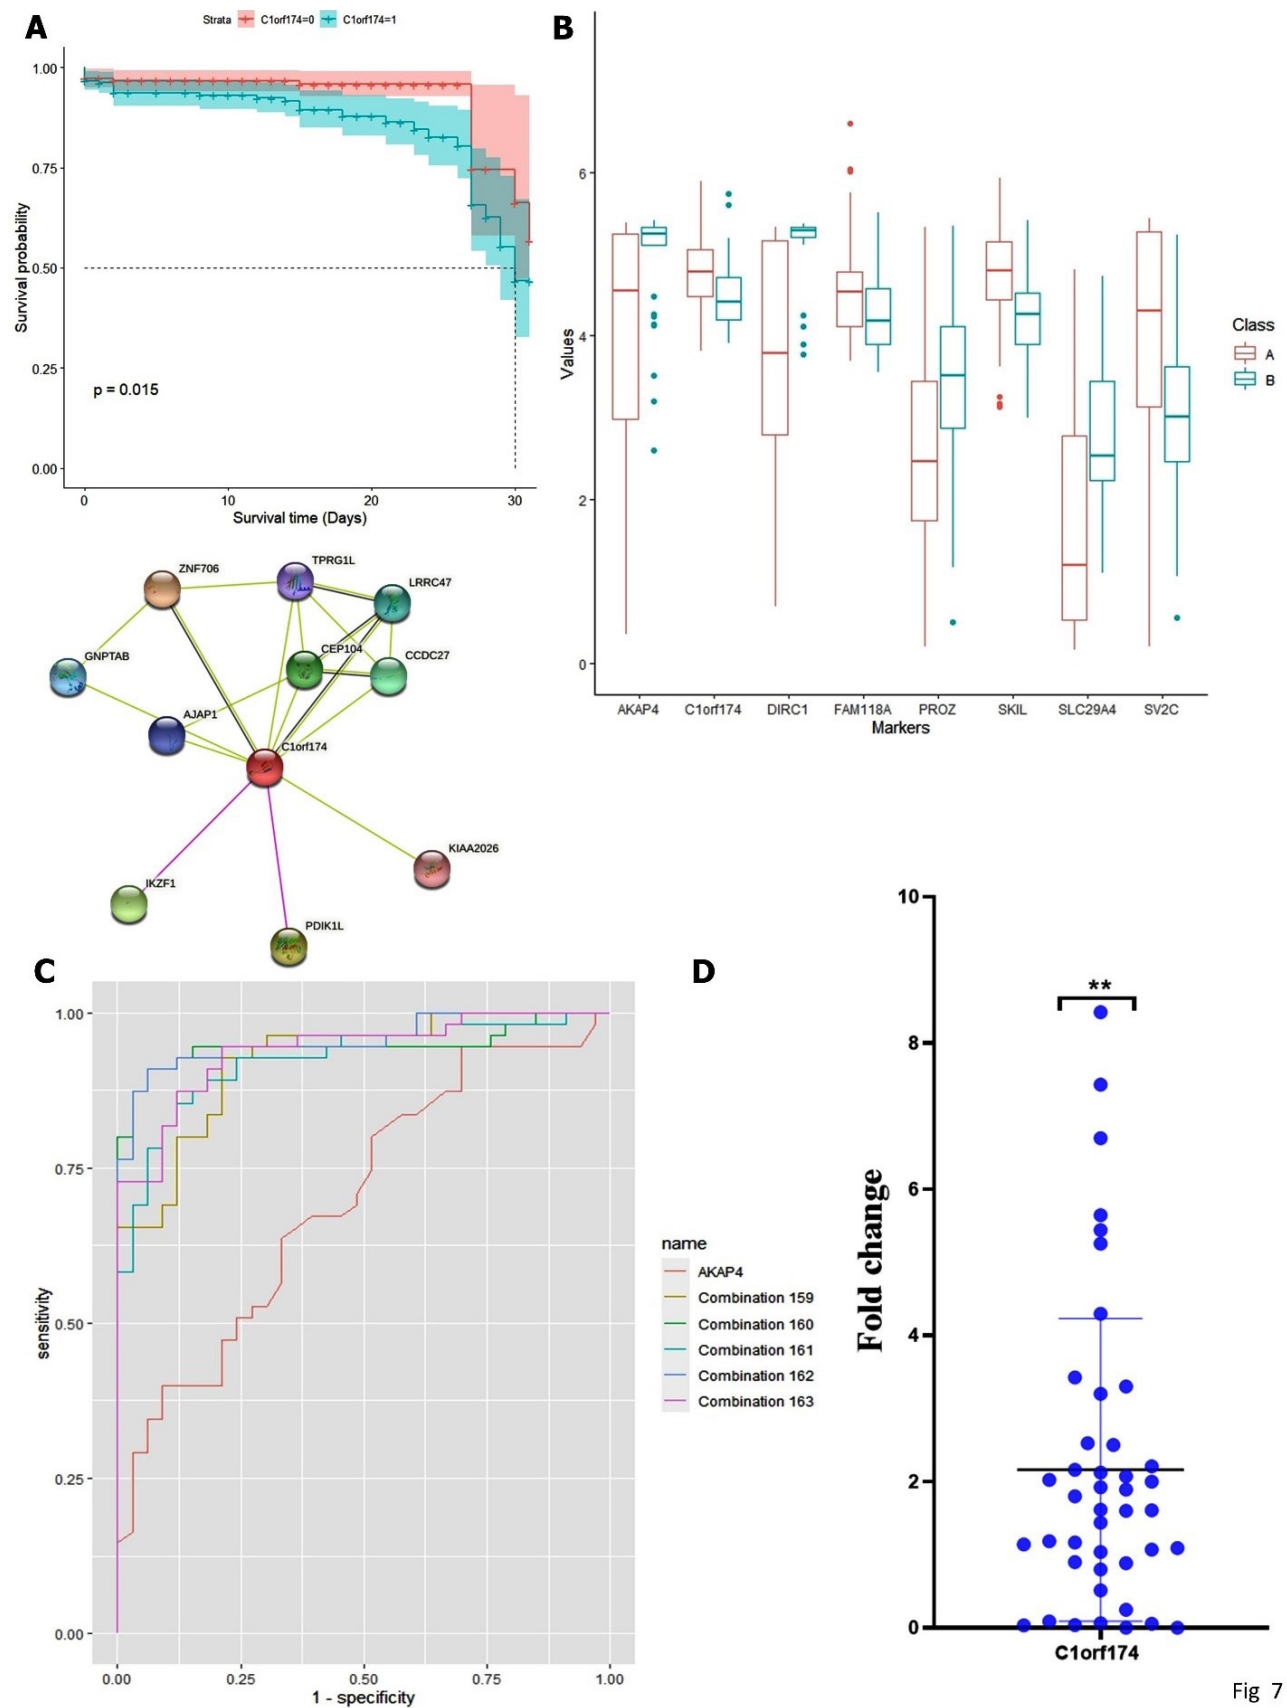 A
Strata C1orf174=0 C1orf174=1
1.00
0.75
0.50
0.25
0.00
Survival probability
p = 0.015
0 10 20 30
Survival time (Days)
B
6
4
2
0
Values
AKAP4 C1orf174 DIRC1 FAM118A PROZ SKIL SLC29A4 SV2C
Markers
Class
A
B
ZNF706
TPRG1L
LRRC47
GNPTAB
CEP104
CCDC27
AJAP1
C1orf174
KIAA2026
IKZF1
PDIK1L
C
1.00
0.75
0.50
0.25
0.00
sensitivity
0.00 0.25 0.50 0.75 1.00
1 - specificity
name
AKAP4
Combination 159
Combination 160
Combination 161
Combination 162
Combination 163
D
10
8
6
4
2
0
Fold change
**
C1orf174
Fig 7